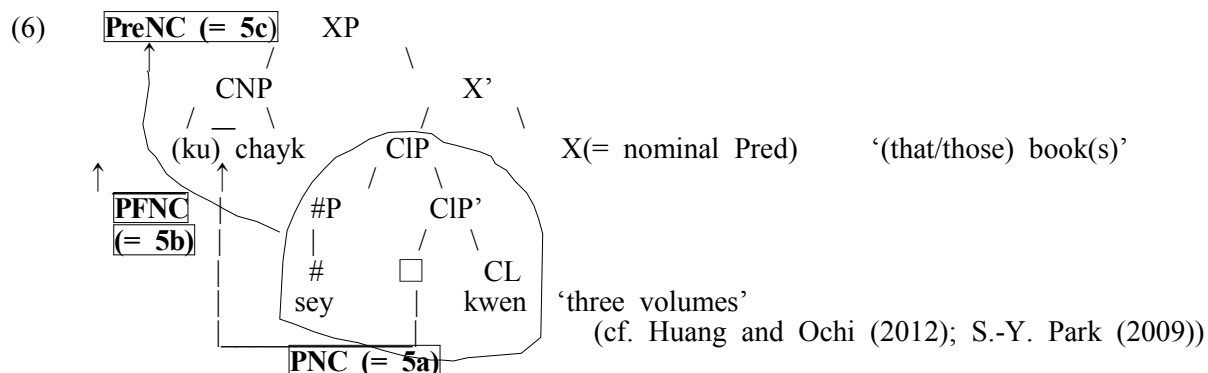 (6) PreNC (= 5c) XP
CNP X’
(ku) chayk ClP X(= nominal Pred) ‘(that/those) book(s)’
PFNC #P ClP’
(= 5b)
# □ CL
sey kwen ‘three volumes’
(cf. Huang and Ochi (2012); S.-Y. Park (2009))
PNC (= 5a)